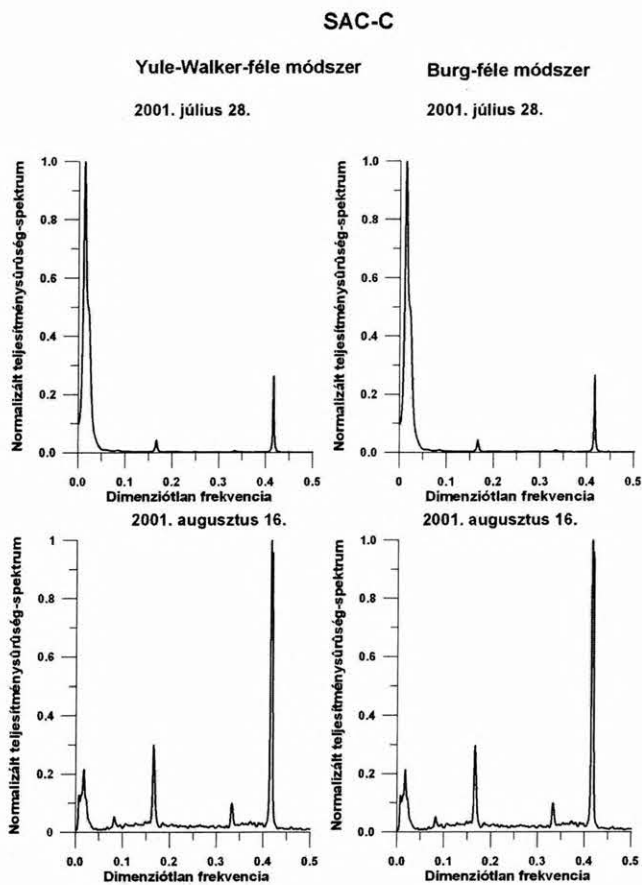 SAC-C
Yule-Walker-féle módszer
2001. július 28.
Burg-féle módszer
2001. július 28.
Normalizált teljesítménysûrûség-spektrum
1.0
0.8
0.6
0.4
0.2
0.0
0.0 0.1 0.2 0.3 0.4 0.5
Dimenziótlan frekvencia
Normalizált teljesítménysûrûség-spektrum
1.0
0.8
0.6
0.4
0.2
0.0
0 0.1 0.2 0.3 0.4 0.5
Dimenziótlan frekvencia
2001. augusztus 16.
Normalizált teljesítménysûrûség-spektrum
1
0.8
0.6
0.4
0.2
0
0.0 0.1 0.2 0.3 0.4 0.5
Dimenziótlan frekvencia
2001. augusztus 16.
Normalizált teljesítménysûrûség-spektrum
1.0
0.8
0.6
0.4
0.2
0.0
0.0 0.1 0.2 0.3 0.4 0.5
Dimenziótlan frekvencia